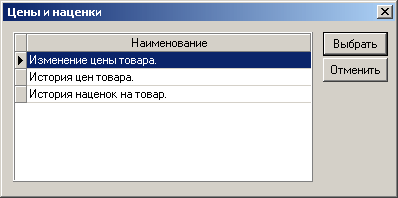 Цены и наценки
Наименование
Изменение цены товара.
История цен товара.
История наценок на товар.
Выбрать
Отменить